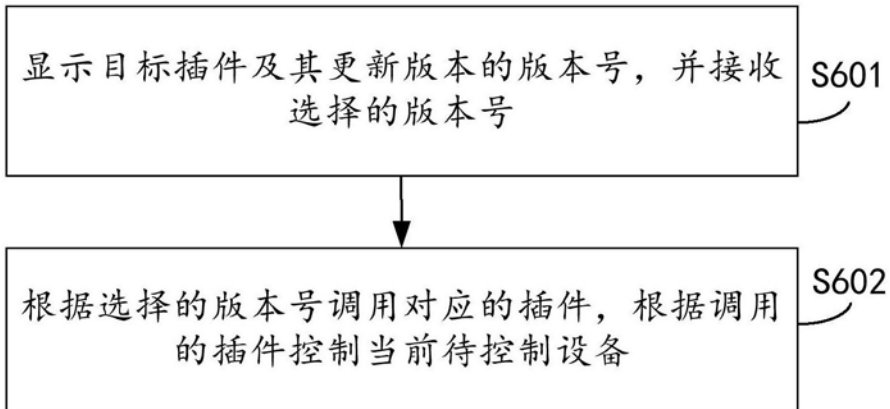 显示目标插件及其更新版本的版本号，并接收
选择的版本号
S601
根据选择的版本号调用对应的插件，根据调用
的插件控制当前待控制设备
S602